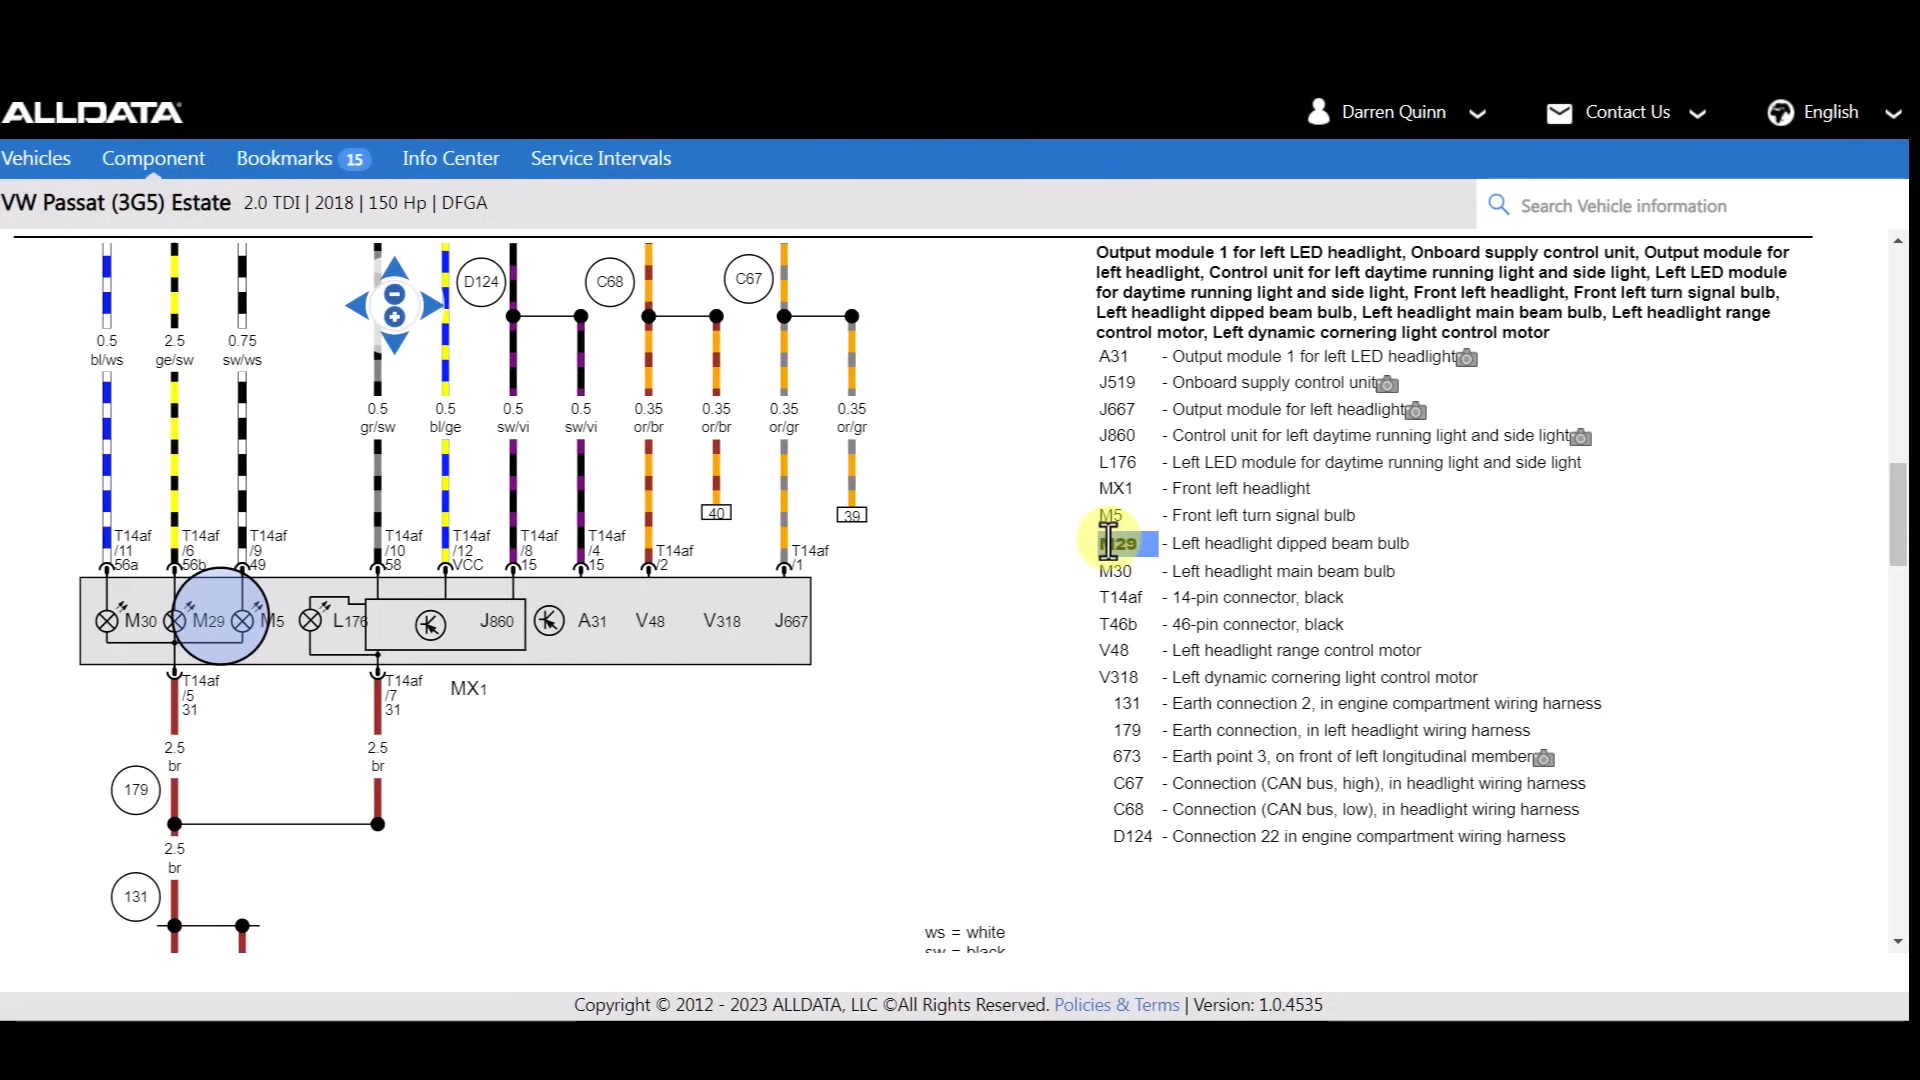 ALLDATA
Darren Quinn
Contact Us
English
Vehicles Component Bookmarks 15 Info Center Service Intervals
VW Passat (3G5) Estate 2.0 TDI | 2018 | 150 Hp | DFGA
Search Vehicle information
D124 C68 C67
0.5 2.5 0.75
bl/ws ge/sw sw/ws
0.5 0.5 0.5 0.5 0.35 0.35 0.35 0.35
gr/sw bl/ge sw/vi sw/vi or/br or/br or/gr or/gr
40 39
T14af T14af T14af T14af T14af T14af T14af T14af T14af
/11 /6 /9 /10 /12 /8 /4 /2 /1
56a 56b 49 58 VCC 15 15
M30 M29 M5 L176 J860 A31 V48 V318 J667
T14af T14af
/5 /7
31 31
MX1
2.5 2.5
br br
179
2.5
br
131
Output module 1 for left LED headlight, Onboard supply control unit, Output module for
left headlight, Control unit for left daytime running light and side light, Left LED module
for daytime running light and side light, Front left headlight, Front left turn signal bulb,
Left headlight dipped beam bulb, Left headlight main beam bulb, Left headlight range
control motor, Left dynamic cornering light control motor
A31 - Output module 1 for left LED headlight
J519 - Onboard supply control unit
J667 - Output module for left headlight
J860 - Control unit for left daytime running light and side light
L176 - Left LED module for daytime running light and side light
MX1 - Front left headlight
M5 - Front left turn signal bulb
M29 - Left headlight dipped beam bulb
M30 - Left headlight main beam bulb
T14af - 14-pin connector, black
T46b - 46-pin connector, black
V48 - Left headlight range control motor
V318 - Left dynamic cornering light control motor
131 - Earth connection 2, in engine compartment wiring harness
179 - Earth connection, in left headlight wiring harness
673 - Earth point 3, on front of left longitudinal member
C67 - Connection (CAN bus, high), in headlight wiring harness
C68 - Connection (CAN bus, low), in headlight wiring harness
D124 - Connection 22 in engine compartment wiring harness
ws = white
sw = black
Copyright © 2012 - 2023 ALLDATA, LLC ©All Rights Reserved. Policies & Terms | Version: 1.0.4535